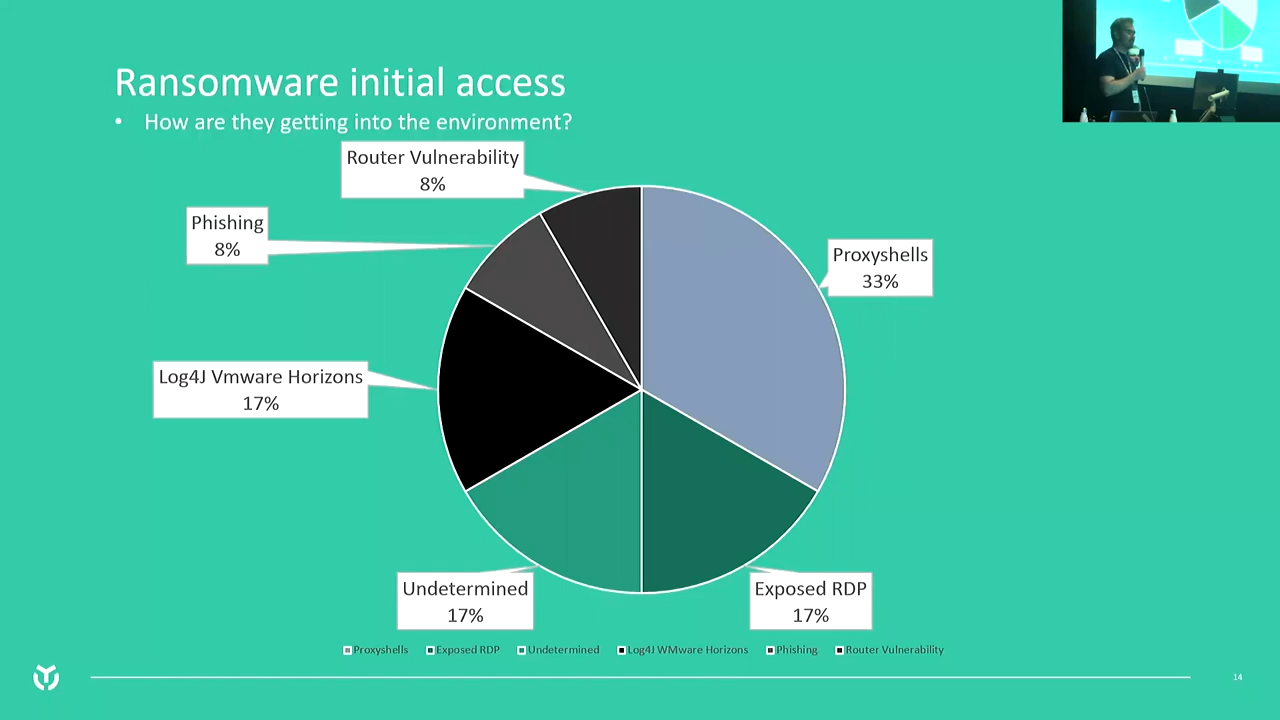 Ransomware initial access
• How are they getting into the environment?
Router Vulnerability
8%
Phishing
8%
Proxyshells
33%
Log4J Vmware Horizons
17%
Undetermined
17%
Exposed RDP
17%
Proxyshells Exposed RDP Undetermined Log4J WMware Horizons Phishing Router Vulnerability
14